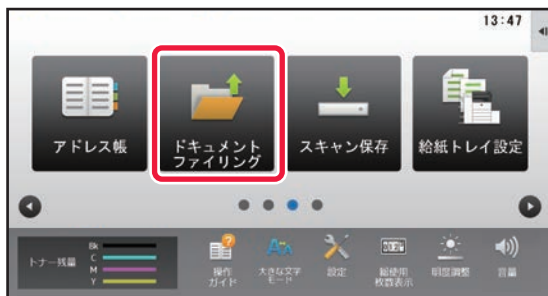 13:47
アドレス帳
ドキュメント
ファイリング
スキャン保存
給紙トレイ設定
トナー残量
Bk
C
M
Y
操作
ガイド
大きな文字
モード
設定
総使用
枚数表示
明度調整
音量